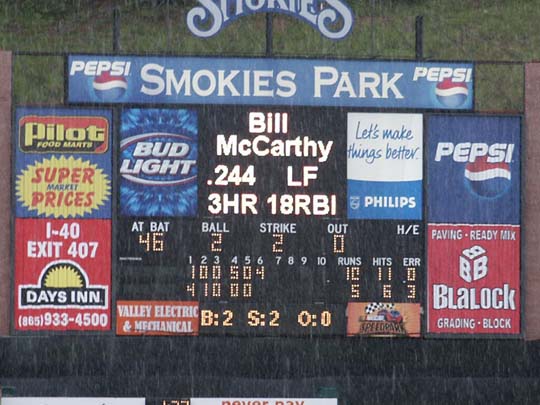 Smokies
PEPSI SMOKIES PARK PEPSI
Pilot
FOOD MARTS
SUPER
MARKET
PRICES
I-40
EXIT 407
DAYS INN
(865) 933-4500
BUD
LIGHT
Bill
McCarthy
.244 LF
3HR 18RBI
Let's make
things better.
PHILIPS
PEPSI
PAVING - READY MIX
BLALOCK
GRADING - BLOCK
AT BAT BALL STRIKE OUT H/E
46 2 2 0
1 2 3 4 5 6 7 8 9 10 RUNS HITS ERR
1 0 0 5 0 4 10 11 0
4 1 0 0 0 5 6 3
VALLEY ELECTRIC
& MECHANICAL
B:2 S:2 O:0
SPEEDPARK
never pay